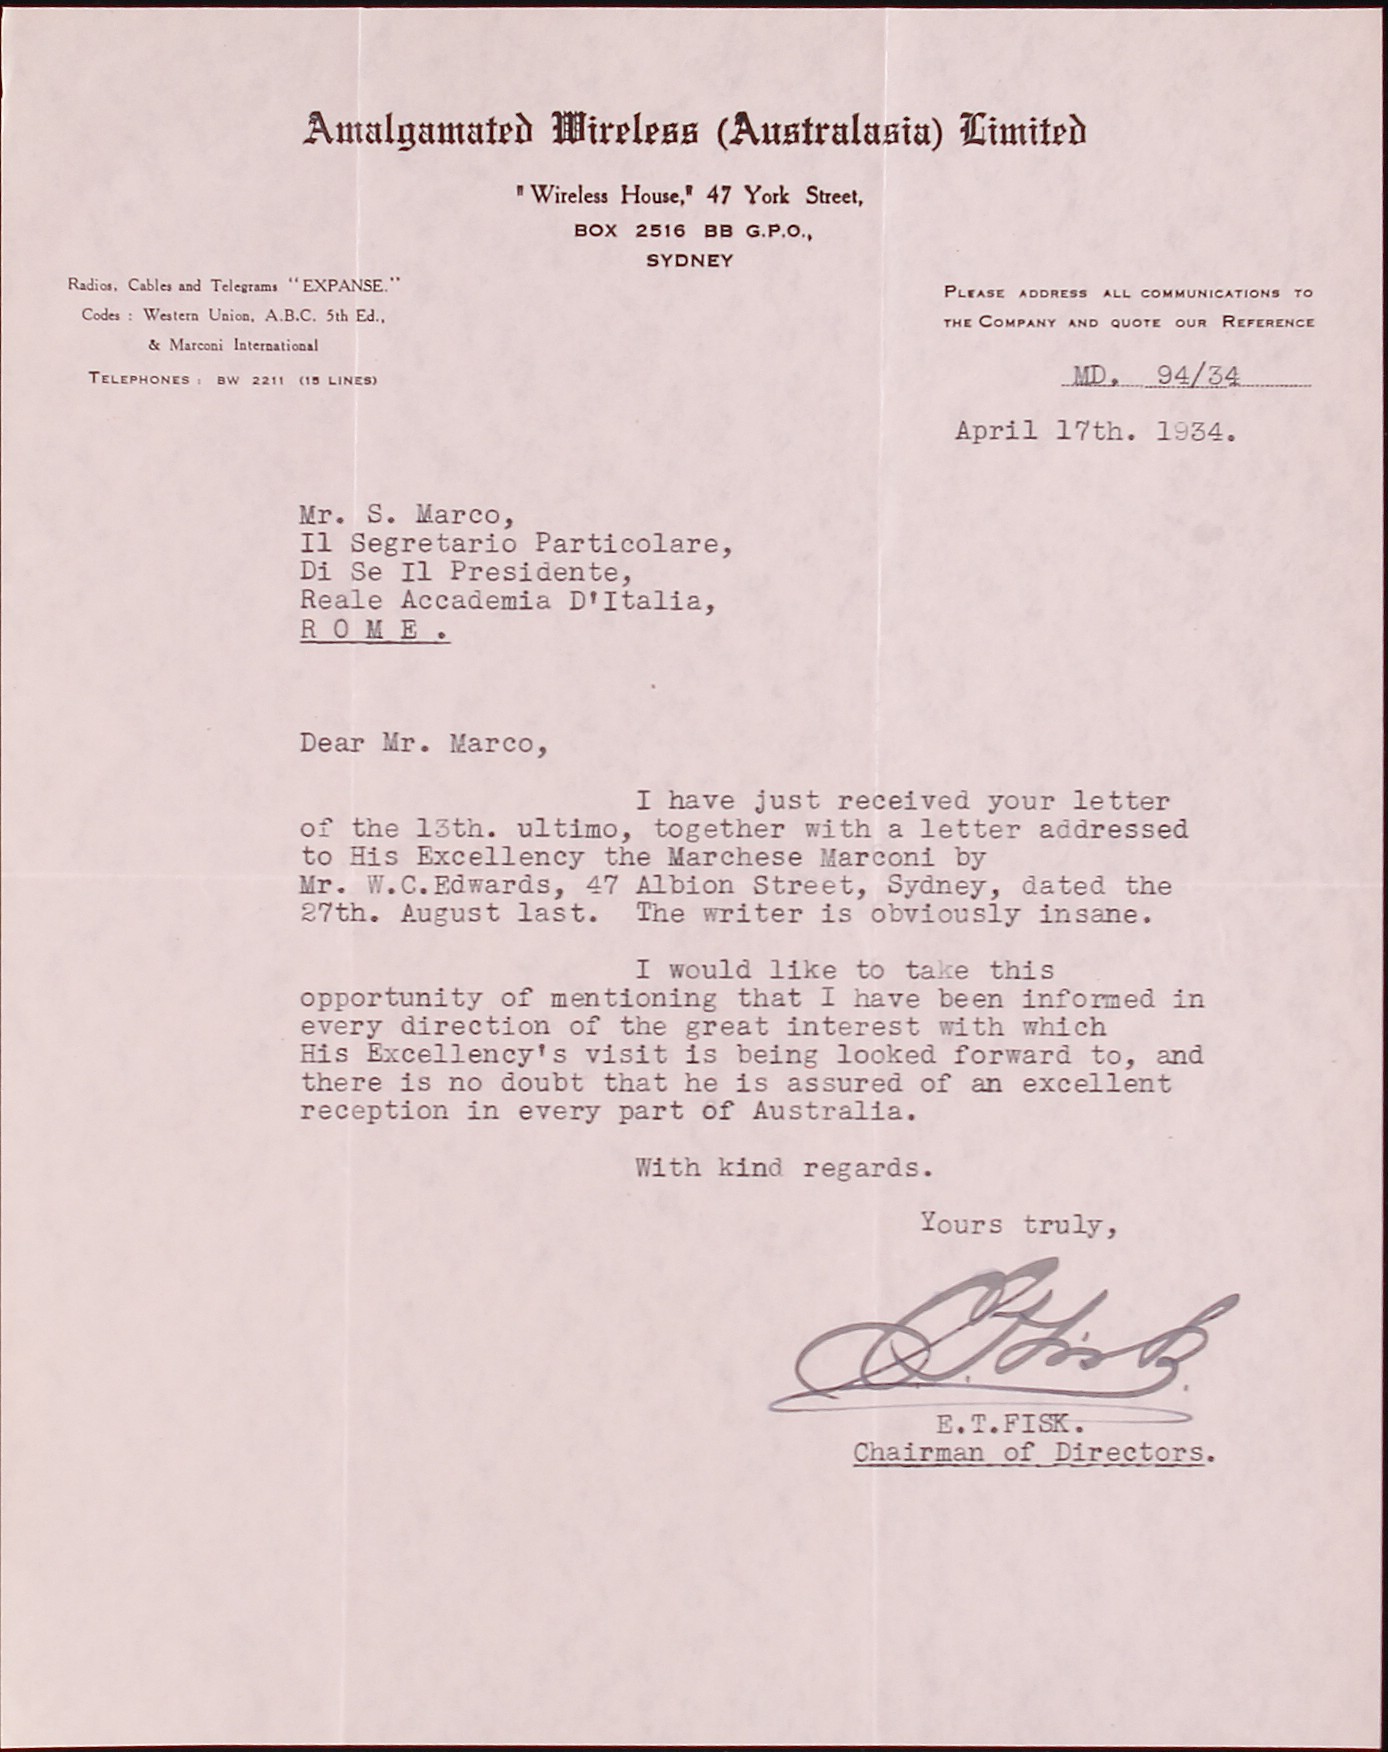 Amalgamated Wireless (Australasia) Limited
"Wireless House," 47 York Street,
BOX 2516 BB G.P.O.,
SYDNEY
Radios, Cables and Telegrams "EXPANSE."
Codes : Western Union, A.B.C. 5th Ed.,
& Marconi International
TELEPHONES : BW 2211 (15 LINES)
PLEASE ADDRESS ALL COMMUNICATIONS TO
THE COMPANY AND QUOTE OUR REFERENCE
MD. 94/34
April 17th. 1934.
Mr. S. Marco,
Il Segretario Particolare,
Di Se Il Presidente,
Reale Accademia D'Italia,
R O M E .
Dear Mr. Marco,
I have just received your letter
of the 13th. ultimo, together with a letter addressed
to His Excellency the Marchese Marconi by
Mr. W.C.Edwards, 47 Albion Street, Sydney, dated the
27th. August last. The writer is obviously insane.
I would like to take this
opportunity of mentioning that I have been informed in
every direction of the great interest with which
His Excellency's visit is being looked forward to, and
there is no doubt that he is assured of an excellent
reception in every part of Australia.
With kind regards.
Yours truly,
E.T.Fisk.
E.T.FISK.
Chairman of Directors.